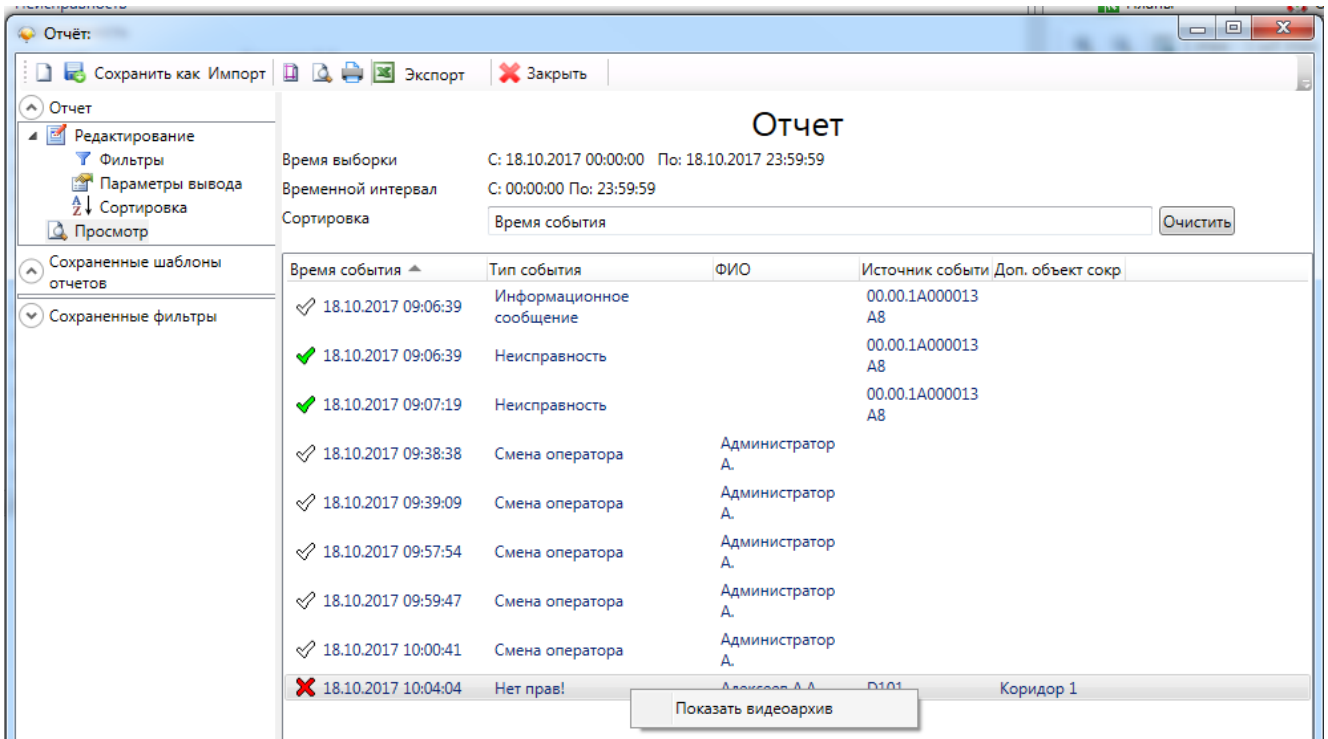 Неисправность
Планы
Отчёт:
Сохранить как Импорт Экспорт Закрыть
Отчет
Редактирование
Фильтры
Параметры вывода
Сортировка
Просмотр
Сохраненные шаблоны
отчетов
Сохраненные фильтры
Отчет
Время выборки С: 18.10.2017 00:00:00 По: 18.10.2017 23:59:59
Временной интервал С: 00:00:00 По: 23:59:59
Сортировка Время события Очистить
Время события Тип события ФИО Источник событи Доп. объект сокр
18.10.2017 09:06:39 Информационное сообщение 00.00.1A000013 A8
18.10.2017 09:06:39 Неисправность 00.00.1A000013 A8
18.10.2017 09:07:19 Неисправность 00.00.1A000013 A8
18.10.2017 09:38:38 Смена оператора Администратор А.
18.10.2017 09:39:09 Смена оператора Администратор А.
18.10.2017 09:57:54 Смена оператора Администратор А.
18.10.2017 09:59:47 Смена оператора Администратор А.
18.10.2017 10:00:41 Смена оператора Администратор А.
18.10.2017 10:04:04 Нет прав! D101 Коридор 1
Показать видеоархив